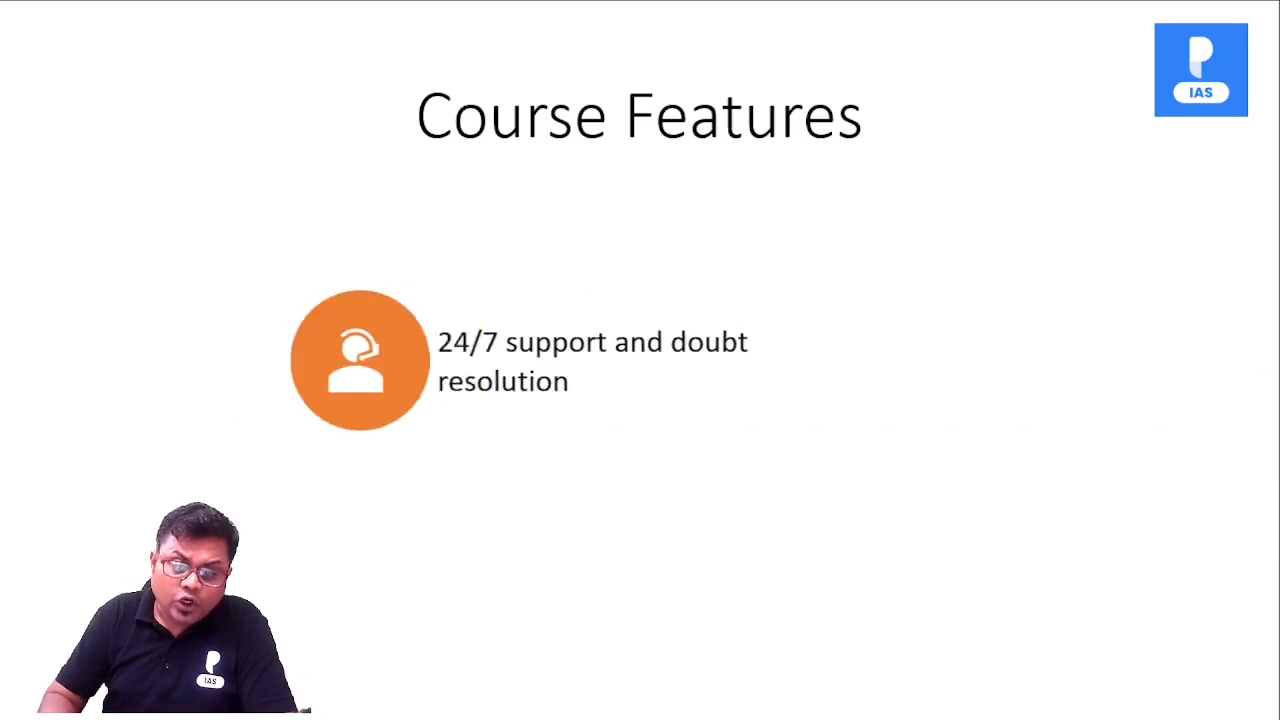 IAS
Course Features
24/7 support and doubt
resolution
IAS